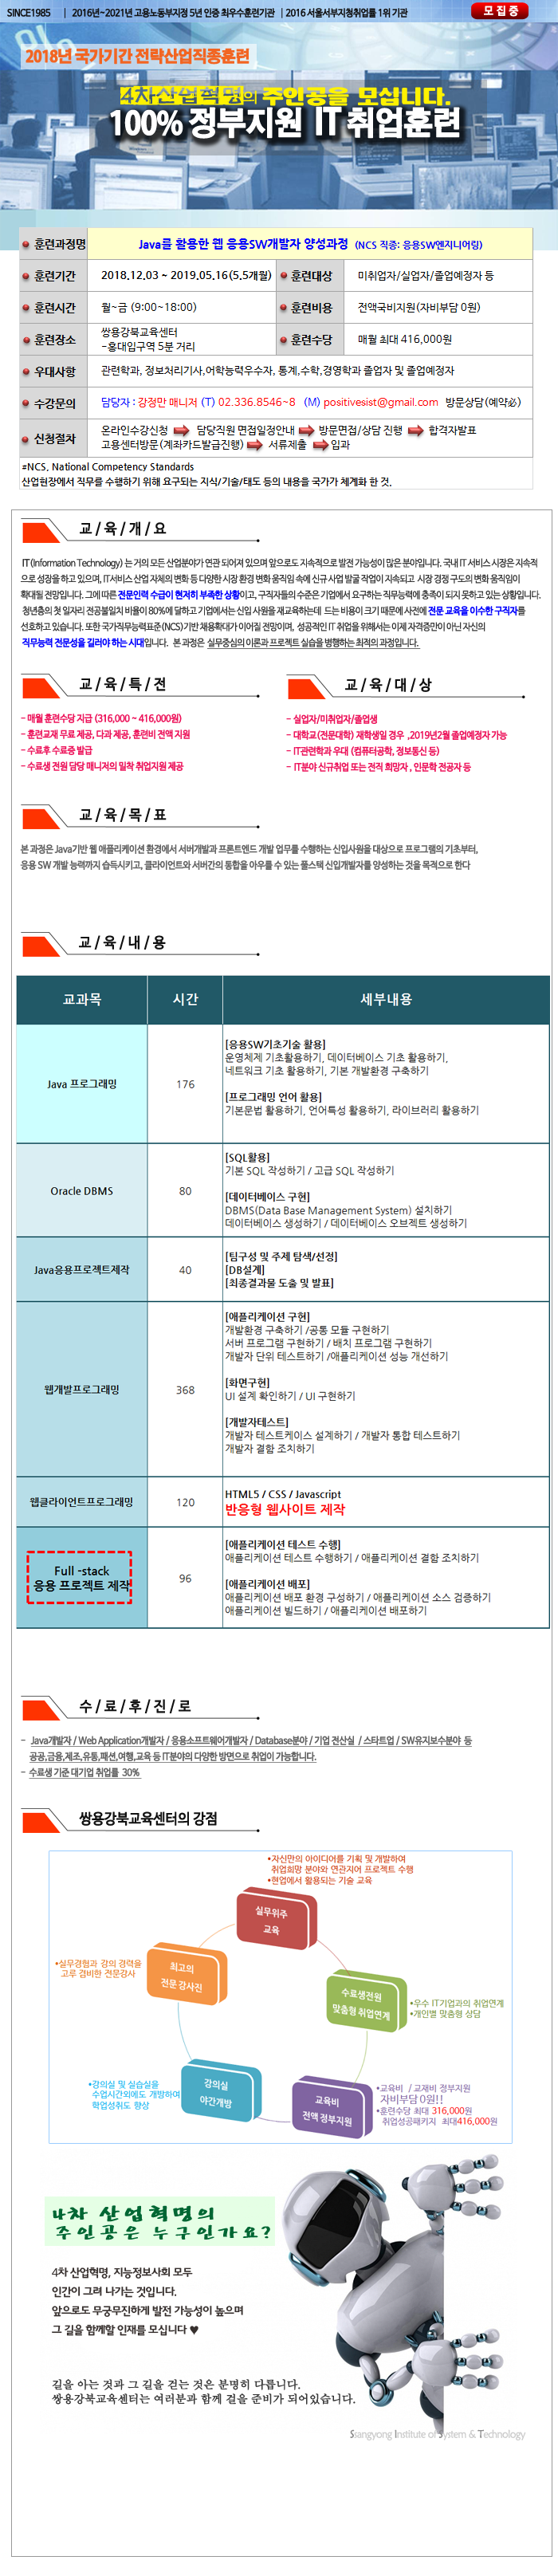 SINCE1985 | 2016년~2021년 고용노동부지정 5년 인증 최우수훈련기관 | 2016 서울서부지청취업률 1위 기관
모집중
2018년 국가기간 전략산업직종훈련
4차 산업혁명의 주인공을 모십니다.
100% 정부지원 IT 취업훈련
훈련과정명 Java를 활용한 웹 응용SW개발자 양성과정 (NCS 직종: 응용SW엔지니어링)
훈련기간 2018.12.03 ~ 2019.05.16(5.5개월) 훈련대상 미취업자/실업자/졸업예정자 등
훈련시간 월~금 (9:00~18:00) 훈련비용 전액국비지원(자비부담 0원)
훈련장소 쌍용강북교육센터
-홍대입구역 5분 거리
훈련수당 매월 최대 416,000원
우대사항 관련학과, 정보처리기사,어학능력우수자, 통계,수학,경영학과 졸업자 및 졸업예정자
수강문의 담당자 : 강정만 매니저 (T) 02.336.8546~8 (M) positivesist@gmail.com 방문상담(예약必)
신청절차 온라인수강신청 담당직원 면접일정안내 방문면접/상담 진행 합격자발표
고용센터방문(계좌카드발급진행) 서류제출 입과
#NCS, National Competency Standards
산업현장에서 직무를 수행하기 위해 요구되는 지식/기술/태도 등의 내용을 국가가 체계화 한 것.
교/육/개/요
IT(Information Technology) 는 거의 모든 산업분야가 연관 되어져 있으며 앞으로도 지속적으로 발전 가능성이 많은 분야입니다. 국내 IT 서비스 시장은 지속적
으로 성장을 하고 있으며, IT서비스 산업 자체의 변화 등 다양한 시장 환경 변화 움직임 속에 신규 사업 발굴 작업이 지속되고 시장 경쟁 구도의 변화 움직임이
확대될 전망입니다. 그에 따른 전문인력 수급이 현저히 부족한 상황이고, 구직자들의 수준은 기업에서 요구하는 직무능력에 충족이 되지 못하고 있는 상황입니다.
청년층의 첫 일자리 전공불일치 비율이 80%에 달하고 기업에서는 신입 사원을 재교육하는데 드는 비용이 크기 때문에 사전에 전문 교육을 이수한 구직자를
선호하고 있습니다. 또한 국가직무능력표준(NCS)기반 채용확대가 이어질 전망이며, 성공적인 IT 취업을 위해서는 이제 자격증만이 아닌 자신의
직무능력 전문성을 길러야 하는 시대입니다. 본 과정은 실무중심의 이론과 프로젝트 실습을 병행하는 최적의 과정입니다.
교/육/특/전
- 매월 훈련수당 지급 (316,000 ~ 416,000원)
- 훈련교재 무료 제공, 다과 제공, 훈련비 전액 지원
- 수료후 수료증 발급
- 수료생 전원 담당 매니저의 밀착 취업지원 제공
교/육/대/상
- 실업자/미취업자/졸업생
- 대학교(전문대학) 재학생일 경우 ,2019년2월 졸업예정자 가능
- IT관련학과 우대 (컴퓨터공학, 정보통신 등)
- IT분야 신규취업 또는 전직 희망자 , 인문학 전공자 등
교/육/목/표
본 과정은 Java기반 웹 애플리케이션 환경에서 서버개발과 프론트엔드 개발 업무를 수행하는 신입사원을 대상으로 프로그램의 기초부터,
응용 SW 개발 능력까지 습득시키고, 클라이언트와 서버간의 통합을 아우를 수 있는 풀스택 신입개발자를 양성하는 것을 목적으로 한다
교/육/내/용
교과목 시간 세부내용
Java 프로그래밍 176
[응용SW기초기술 활용]
운영체제 기초활용하기, 데이터베이스 기초 활용하기,
네트워크 기초 활용하기, 기본 개발환경 구축하기
[프로그래밍 언어 활용]
기본문법 활용하기, 언어특성 활용하기, 라이브러리 활용하기
Oracle DBMS 80
[SQL활용]
기본 SQL 작성하기 / 고급 SQL 작성하기
[데이터베이스 구현]
DBMS(Data Base Management System) 설치하기
데이터베이스 생성하기 / 데이터베이스 오브젝트 생성하기
Java응용프로젝트제작 40
[팀구성 및 주제 탐색/선정]
[DB설계]
[최종결과물 도출 및 발표]
웹개발프로그래밍 368
[애플리케이션 구현]
개발환경 구축하기 /공통 모듈 구현하기
서버 프로그램 구현하기 / 배치 프로그램 구현하기
개발자 단위 테스트하기 /애플리케이션 성능 개선하기
[화면구현]
UI 설계 확인하기 / UI 구현하기
[개발자테스트]
개발자 테스트케이스 설계하기 / 개발자 통합 테스트하기
개발자 결함 조치하기
웹클라이언트프로그래밍 120
HTML5 / CSS / Javascript
반응형 웹사이트 제작
Full -stack
응용 프로젝트 제작
96
[애플리케이션 테스트 수행]
애플리케이션 테스트 수행하기 / 애플리케이션 결함 조치하기
[애플리케이션 배포]
애플리케이션 배포 환경 구성하기 / 애플리케이션 소스 검증하기
애플리케이션 빌드하기 / 애플리케이션 배포하기
수/료/후/진/로
- Java개발자 / Web Application개발자 / 응용소프트웨어개발자 / Database분야 / 기업 전산실 / 스타트업 / SW유지보수분야 등
공공,금융,제조,유통,패션,여행,교육 등 IT분야의 다양한 방면으로 취업이 가능합니다.
- 수료생 기준 대기업 취업률 30%
쌍용강북교육센터의 강점
•자신만의 아이디어를 기획 및 개발하여
취업희망 분야와 연관지어 프로젝트 수행
•현업에서 활용되는 기술 교육
실무위주
교육
•실무경험과 강의 경력을
고루 겸비한 전문강사
최고의
전문 강사진
수료생전원
맞춤형 취업연계
•우수 IT기업과의 취업연계
•개인별 맞춤형 상담
•강의실 및 실습실을
수업시간외에도 개방하여
학업성취도 향상
강의실
야간개방
교육비
전액 정부지원
•교육비 / 교재비 정부지원
자비부담 0원!!
•훈련수당 최대 316,000원
취업성공패키지 최대416,000원
4차 산업혁명의
주인공은 누구인가요?
4차 산업혁명, 지능정보사회 모두
인간이 그려 나가는 것입니다.
앞으로도 무궁무진하게 발전 가능성이 높으며
그 길을 함께할 인재를 모십니다 ♥
길을 아는 것과 그 길을 걷는 것은 분명히 다릅니다.
쌍용강북교육센터는 여러분과 함께 걸을 준비가 되어있습니다.
Ssangyong Institute of System & Technology